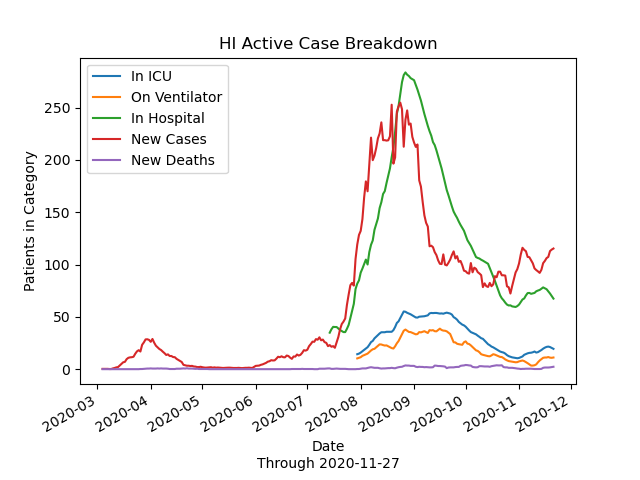 HI Active Case Breakdown
In ICU
On Ventilator
In Hospital
New Cases
New Deaths
Patients in Category
250
200
150
100
50
0
2020-03
2020-04
2020-05
2020-06
2020-07
2020-08
2020-09
2020-10
2020-11
2020-12
Date
Through 2020-11-27